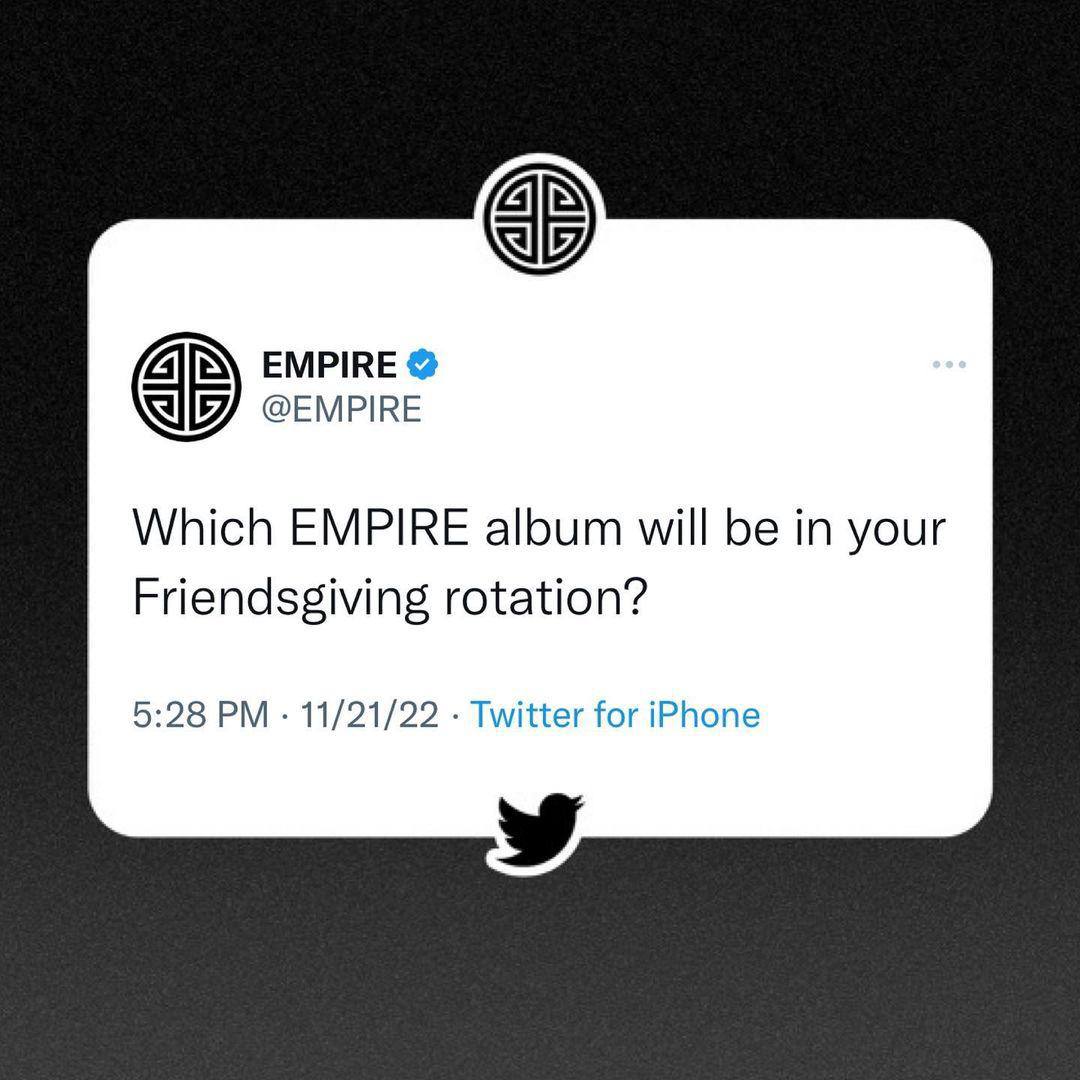 EMPIRE
@EMPIRE
Which EMPIRE album will be in your
Friendsgiving rotation?
5:28 PM · 11/21/22 · Twitter for iPhone